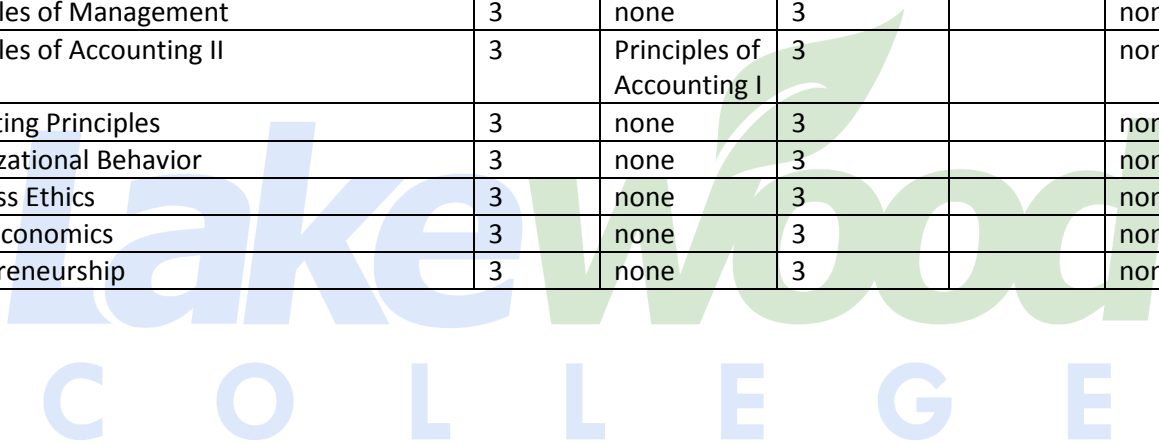 les of Management 3 none 3 non
les of Accounting II 3 Principles of 3 non
Accounting I
ting Principles 3 none 3 non
zational Behavior 3 none 3 non
ss Ethics 3 none 3 non
conomics 3 none 3 non
reneurship 3 none 3 non
Lakewood
COLLEGE